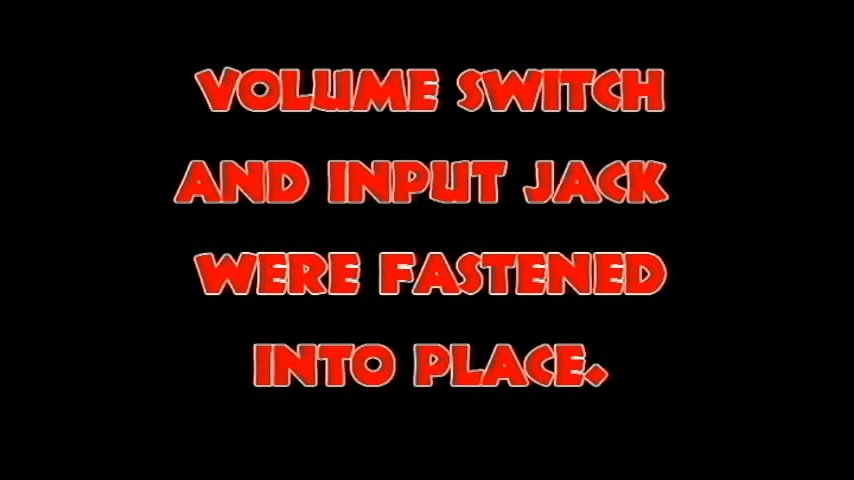 VOLUME SWITCH
AND INPUT JACK
WERE FASTENED
INTO PLACE.